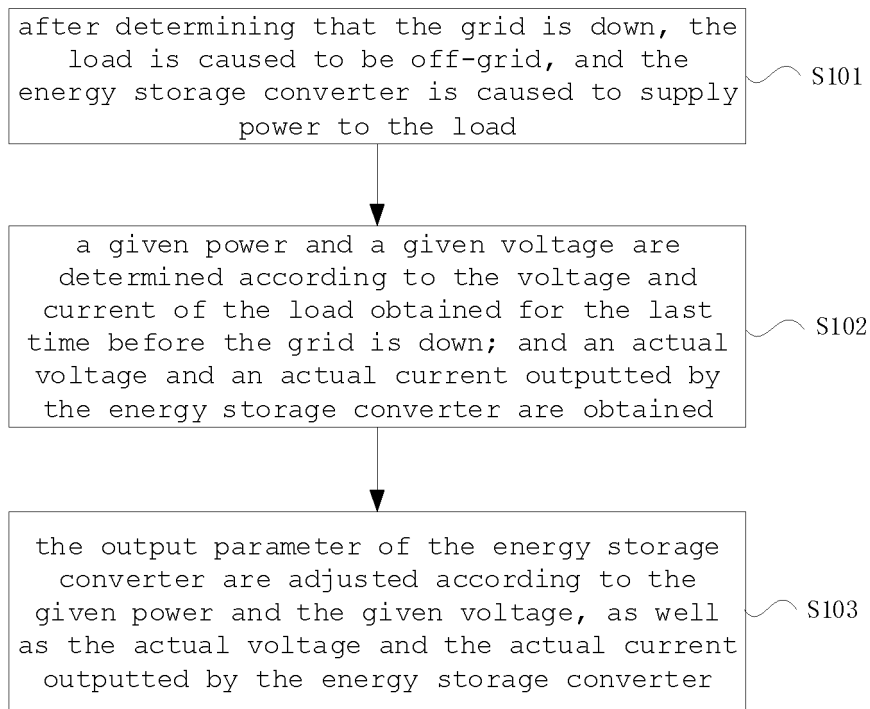 after determining that the grid is down, the
load is caused to be off-grid, and the
energy storage converter is caused to supply
power to the load
S101
a given power and a given voltage are
determined according to the voltage and
current of the load obtained for the last
time before the grid is down; and an actual
voltage and an actual current outputted by
the energy storage converter are obtained
S102
the output parameter of the energy storage
converter are adjusted according to the
given power and the given voltage, as well
as the actual voltage and the actual current
outputted by the energy storage converter
S103